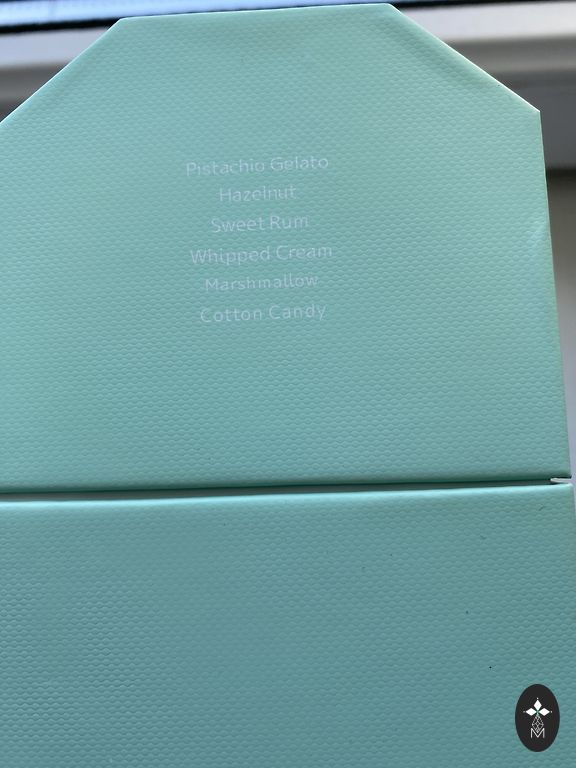 Pistachio Gelato
Hazelnut
Sweet Rum
Whipped Cream
Marshmallow
Cotton Candy
M